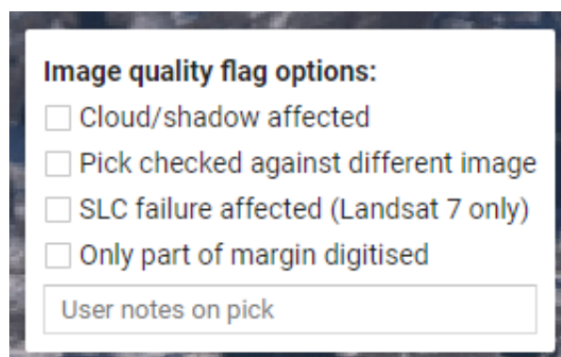 Image quality flag options:
Cloud/shadow affected
Pick checked against different image
SLC failure affected (Landsat 7 only)
Only part of margin digitised
User notes on pick